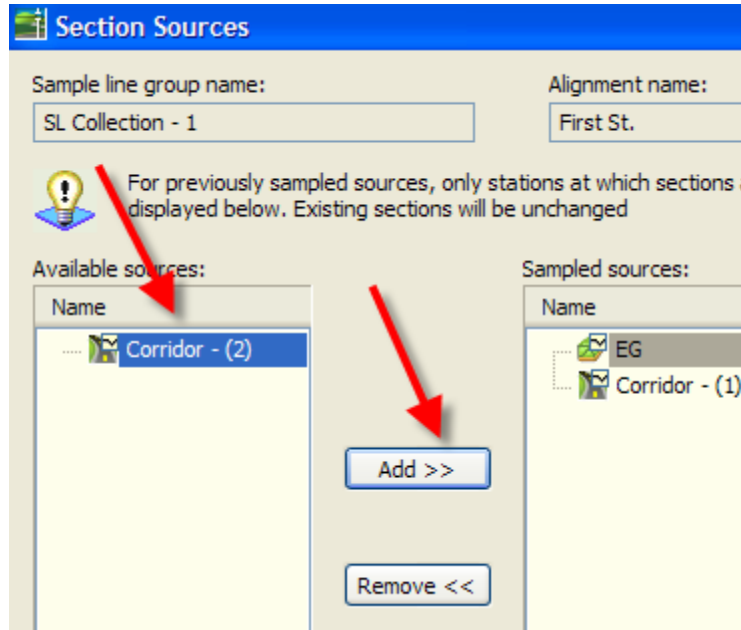 Section Sources
Sample line group name:
Alignment name:
SL Collection - 1
First St.
For previously sampled sources, only stations at which sections
displayed below. Existing sections will be unchanged
Available sources:
Sampled sources:
Name
Name
Corridor - (2)
EG
Corridor - (1)
Add >>
Remove <<